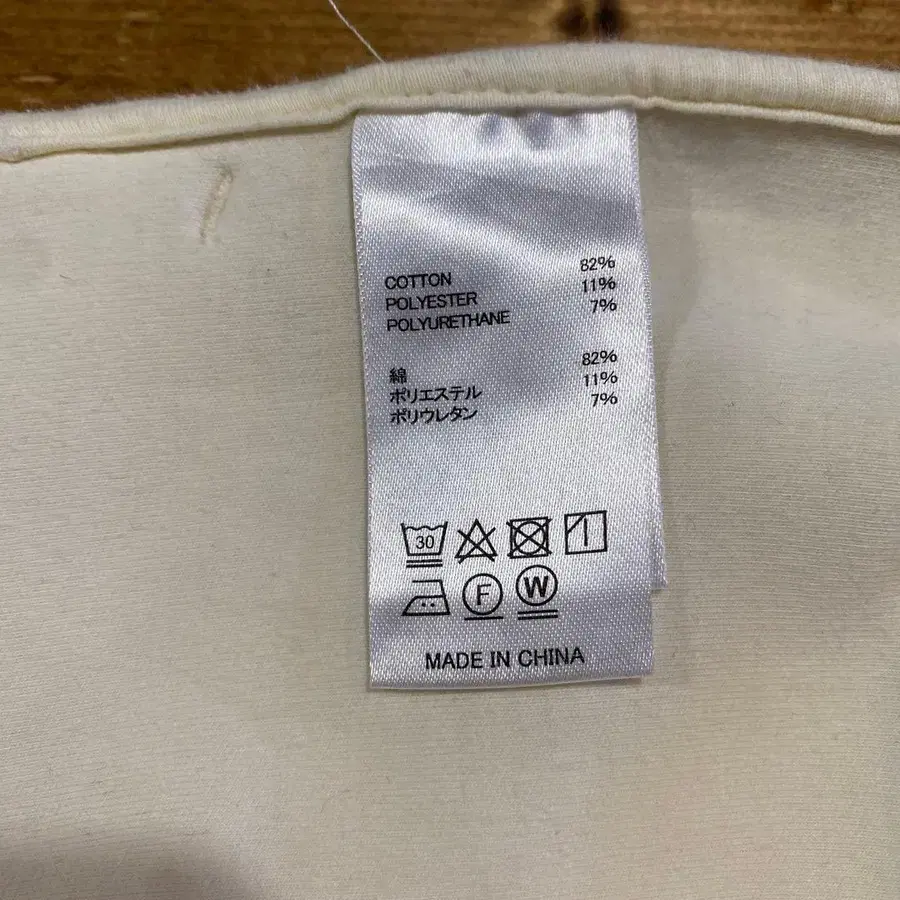 COTTON 82%
POLYESTER 11%
POLYURETHANE 7%
綿 82%
ポリエステル 11%
ポリウレタン 7%
30
F W
MADE IN CHINA